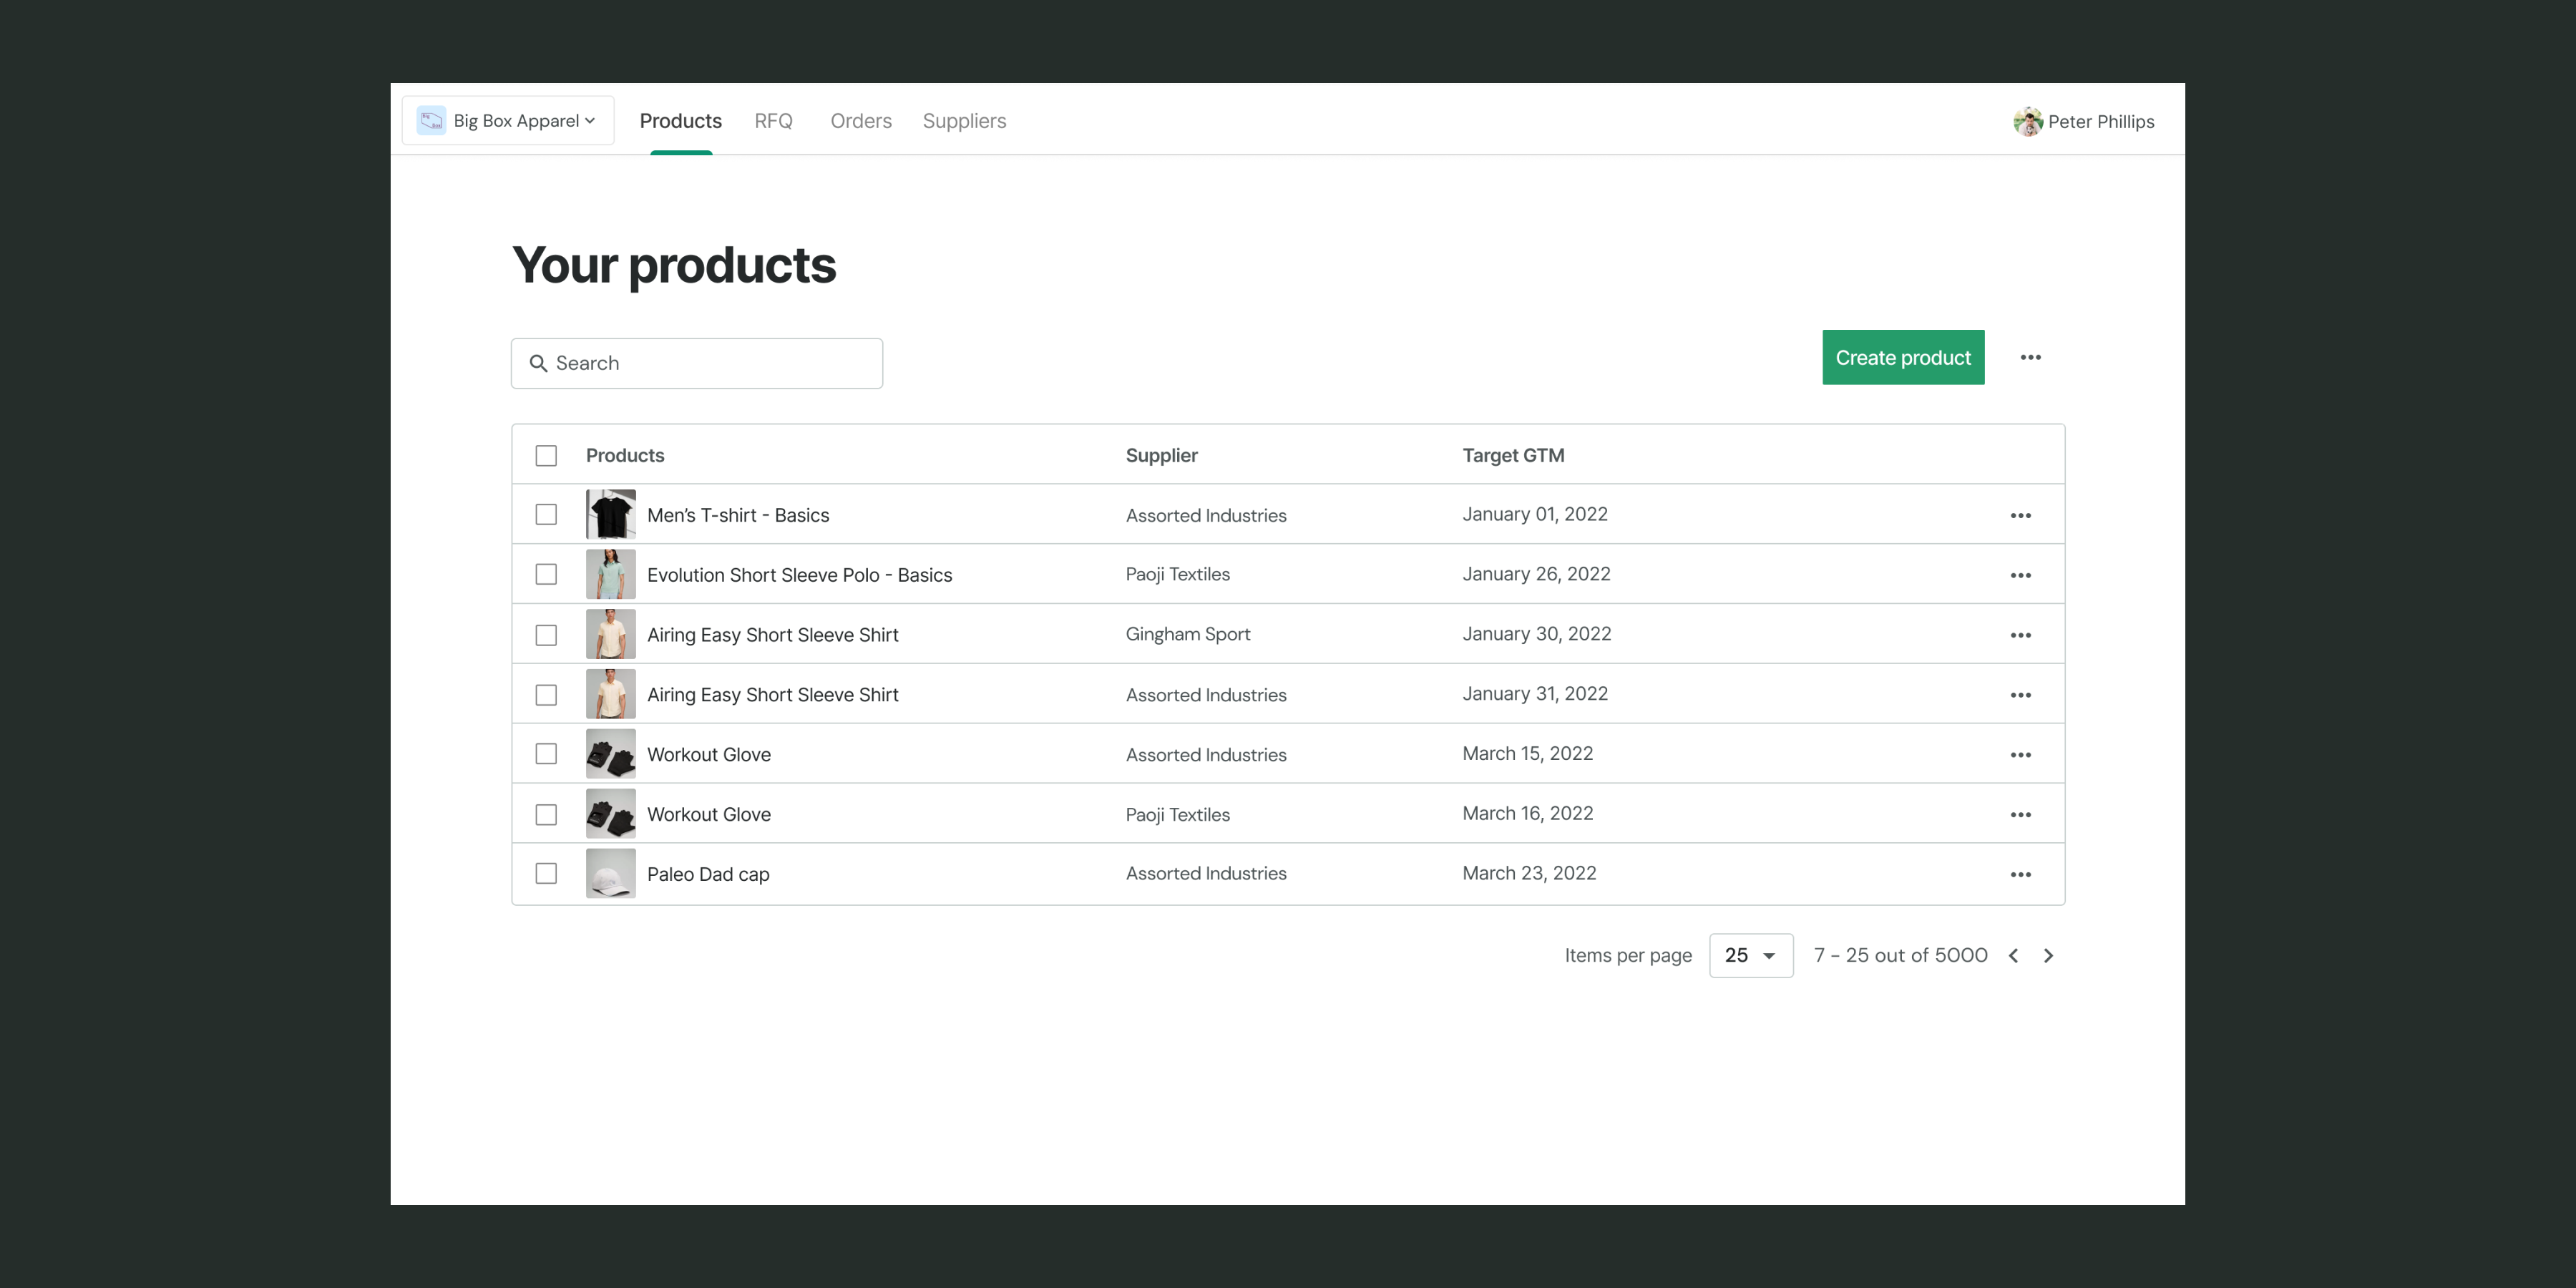 Big Box Apparel Products RFQ Orders Suppliers Peter Phillips
Your products
Search Create product
Products Supplier Target GTM
Men’s T-shirt - Basics Assorted Industries January 01, 2022
Evolution Short Sleeve Polo - Basics Paoji Textiles January 26, 2022
Airing Easy Short Sleeve Shirt Gingham Sport January 30, 2022
Airing Easy Short Sleeve Shirt Assorted Industries January 31, 2022
Workout Glove Assorted Industries March 15, 2022
Workout Glove Paoji Textiles March 16, 2022
Paleo Dad cap Assorted Industries March 23, 2022
Items per page 25 7 – 25 out of 5000